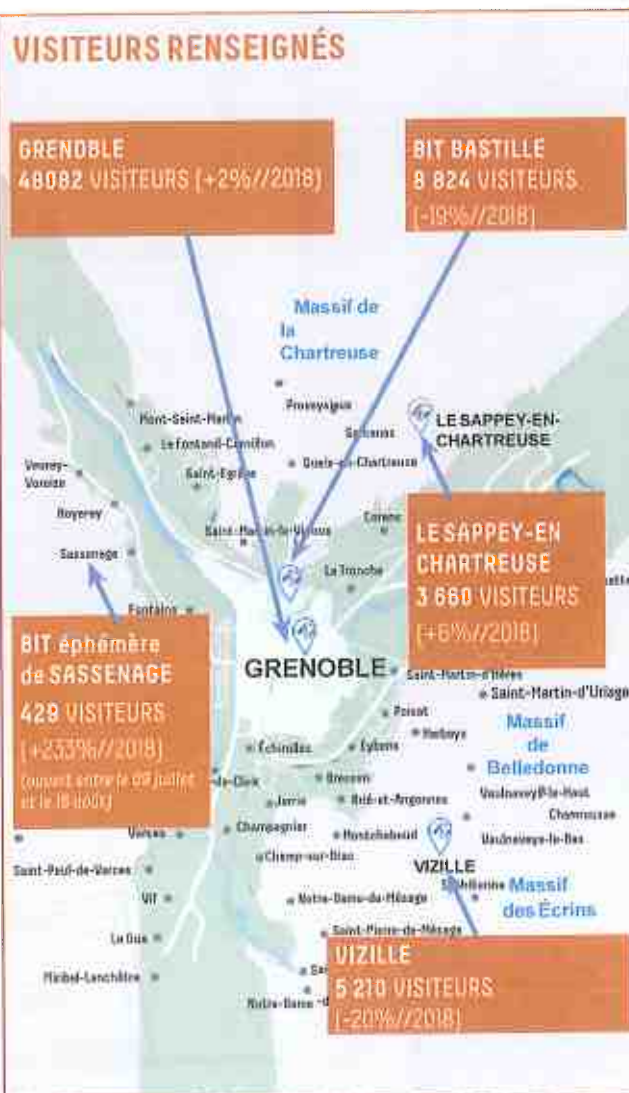 VISITEURS RENSEIGNÉS
GRENOBLE
48082 VISITEURS (+2%//2018)
BIT BASTILLE
8 824 VISITEURS
(-19%//2018)
Massif de
la
Chartreuse
Proveysieux
Mont-Saint-Martin
Sarcenas
LE SAPPEY-EN-
CHARTREUSE
Le Fontanil-Cornillon
Quaix-en-Chartreuse
Veurey-
Voroize
Saint-Egrève
Noyarey
Saint-Martin-le-Vinoux
Corenc
Sassenage
La Tronche
LE SAPPEY-EN
CHARTREUSE
3 660 VISITEURS
(+6%//2018)
Fontaine
BIT éphémère
de SASSENAGE
429 VISITEURS
(+233%//2018)
(ouvert entre le 09 juillet
et le 18 août)
GRENOBLE
Saint-Martin-d'Hères
Saint-Martin-d'Uriage
Poisat
Herbeys
Massif
de
Belledonne
Échirolles
Eybens
-de-Claix
Bresson
Jarrie
Brié-et-Angonnes
Vaulnaveys-le-Haut
Chamrousse
Varces
Champagnier
Montchaboud
Vaulnaveys-le-Bas
Champ-sur-Drac
VIZILLE
Saint-Paul-de-Varces
Séchilienne
Massif
des Écrins
Vif
Notre-Dame-de-Mésage
Saint-Pierre-de-Mésage
Le Gua
Miribel-Lanchâtre
Notre-Dame
VIZILLE
5 210 VISITEURS
(-20%//2018)